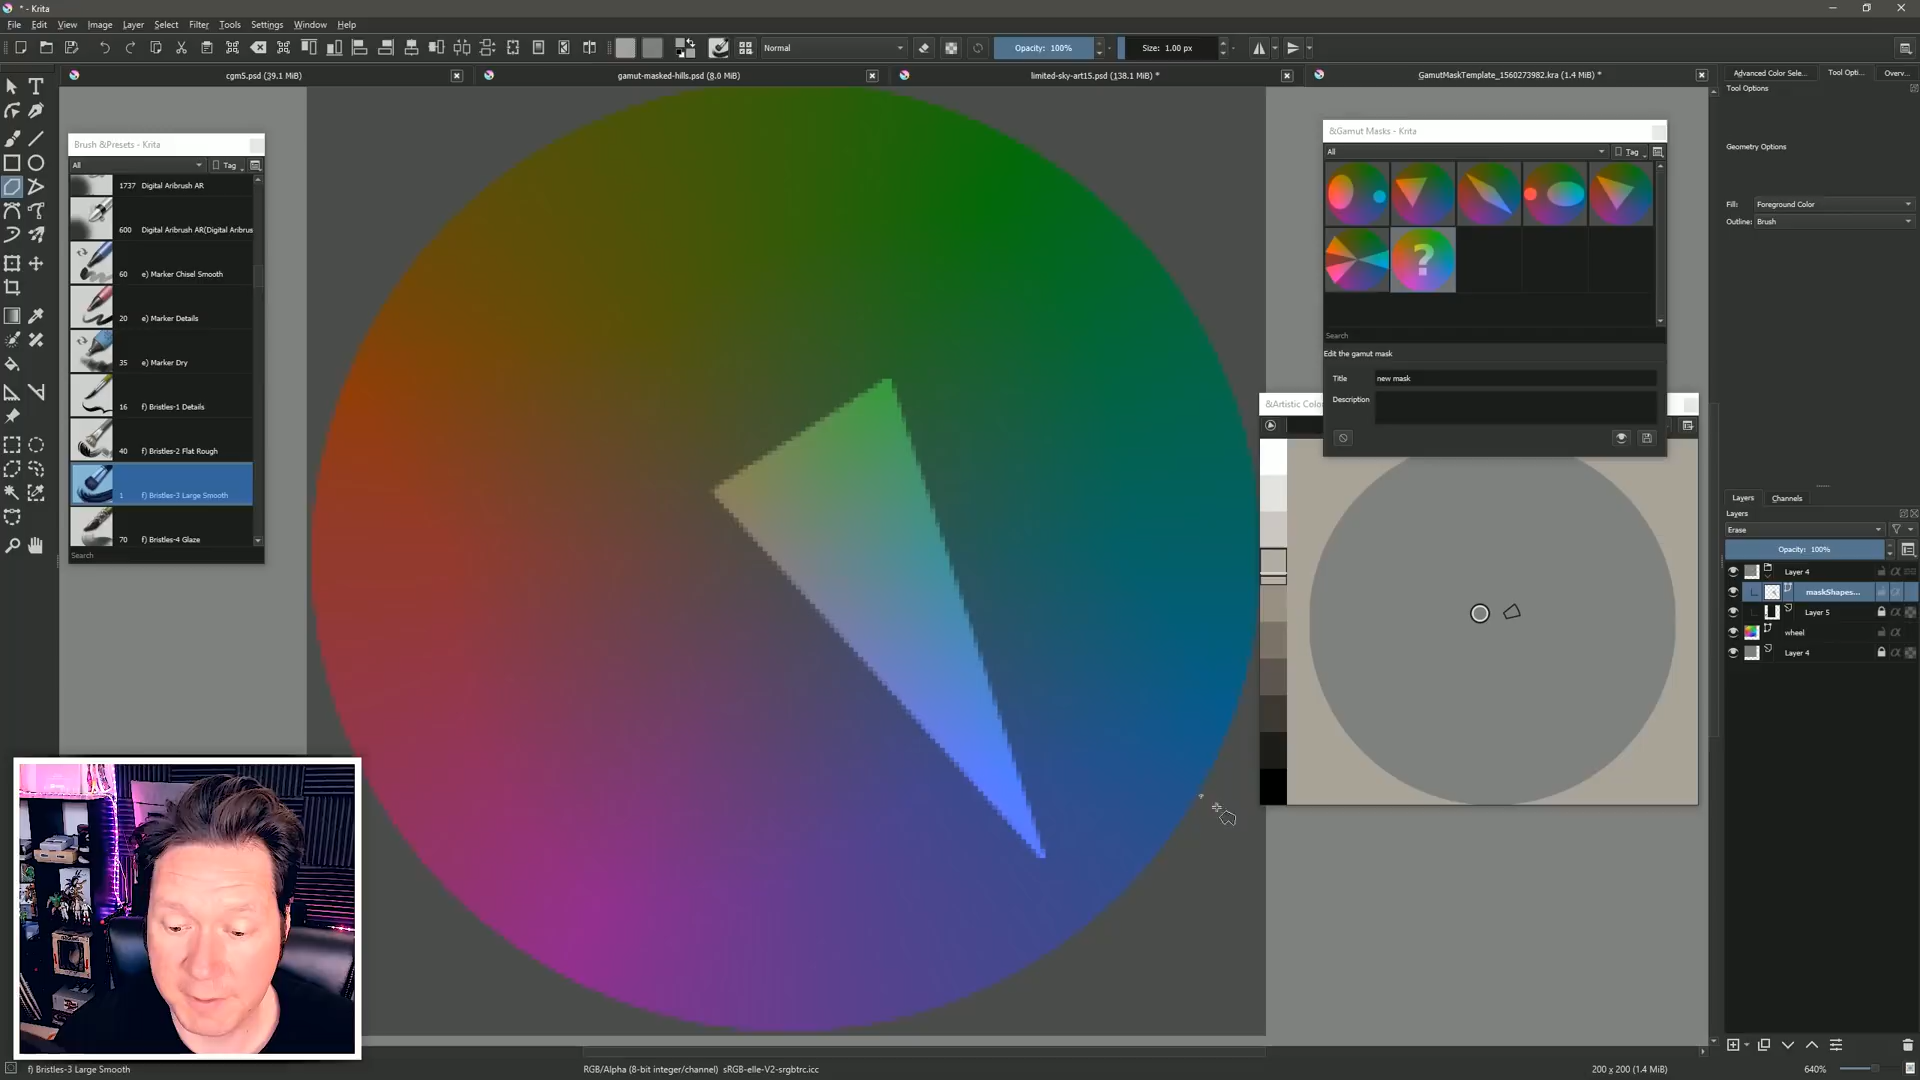 * - Krita
File Edit View Image Layer Select Filter Tools Settings Window Help
Normal
Opacity: 100%
Size: 1.00 px
cgm5.psd (39.1 MiB)
gamut-masked-hills.psd (8.0 MiB)
limited-sky-art15.psd (138.1 MiB) *
GamutMaskTemplate_1560273982.kra (1.4 MiB) *
Advanced Color Sele...
Tool Opti...
Overv...
Tool Options
Geometry Options
Fill: Foreground Color
Outline: Brush
Brush &Presets - Krita
All
Tag
1737 Digital Aribrush AR
600 Digital Aribrush AR(Digital Aribrus
60 e) Marker Chisel Smooth
20 e) Marker Details
35 e) Marker Dry
16 f) Bristles-1 Details
40 f) Bristles-2 Flat Rough
1 f) Bristles-3 Large Smooth
70 f) Bristles-4 Glaze
Search
&Gamut Masks - Krita
All
Tag
?
Search
Edit the gamut mask
Title new mask
Description
&Artistic Colo
Layers Channels
Layers
Erase
Opacity: 100%
Layer 4
maskShapes...
Layer 5
wheel
Layer 4
f) Bristles-3 Large Smooth
RGB/Alpha (8-bit integer/channel) sRGB-elle-V2-srgbtrc.icc
200 x 200 (1.4 MiB)
640%